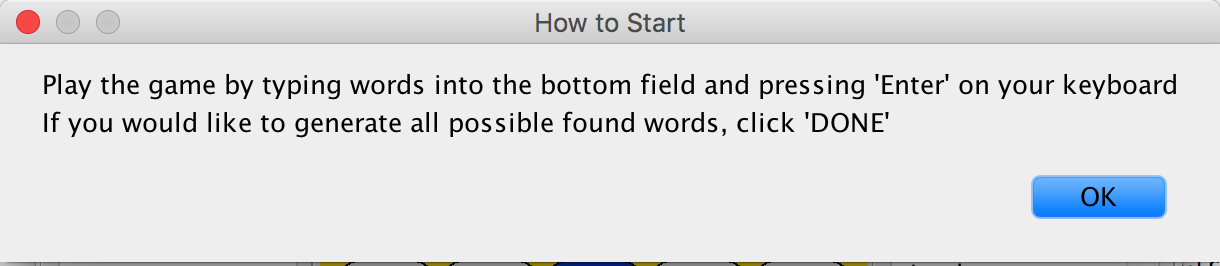 How to Start
Play the game by typing words into the bottom field and pressing 'Enter' on your keyboard
If you would like to generate all possible found words, click 'DONE'
OK